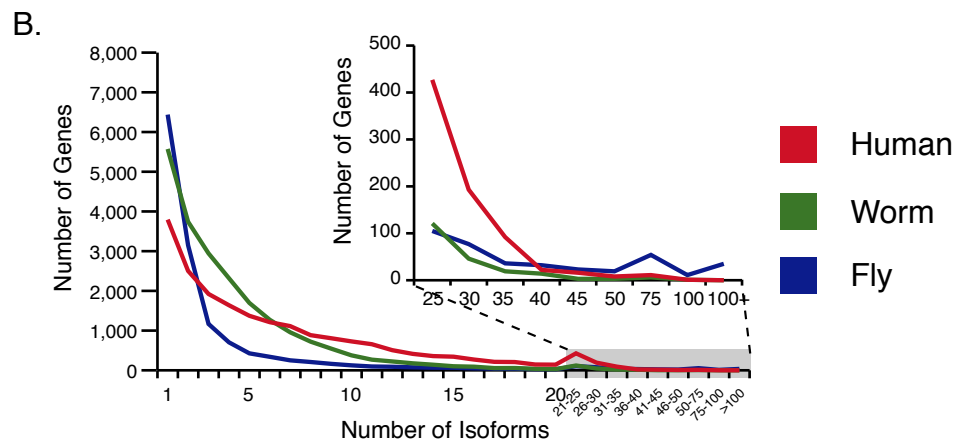 B.
8,000
7,000
6,000
5,000
4,000
3,000
2,000
1,000
0
Number of Genes
1 5 10 15 20 21-25 26-30 31-35 36-40 41-45 46-50 50-75 75-100 >100
Number of Isoforms
500
400
300
200
100
0
Number of Genes
25 30 35 40 45 50 75 100 100+
Human
Worm
Fly